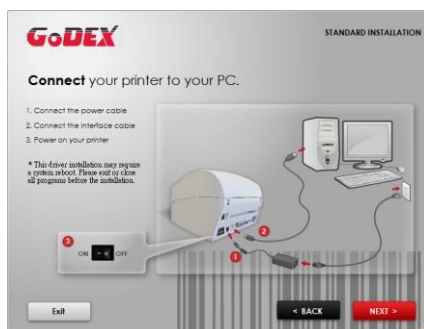 GoDEX
STANDARD INSTALLATION
Connect your printer to your PC.
1. Connect the power cable
2. Connect the interface cable
3. Power on your printer
* This driver installation may require
a system reboot. Please exit or close
all programs before the installation.
3
ON OFF
2
1
Exit
< BACK
NEXT >